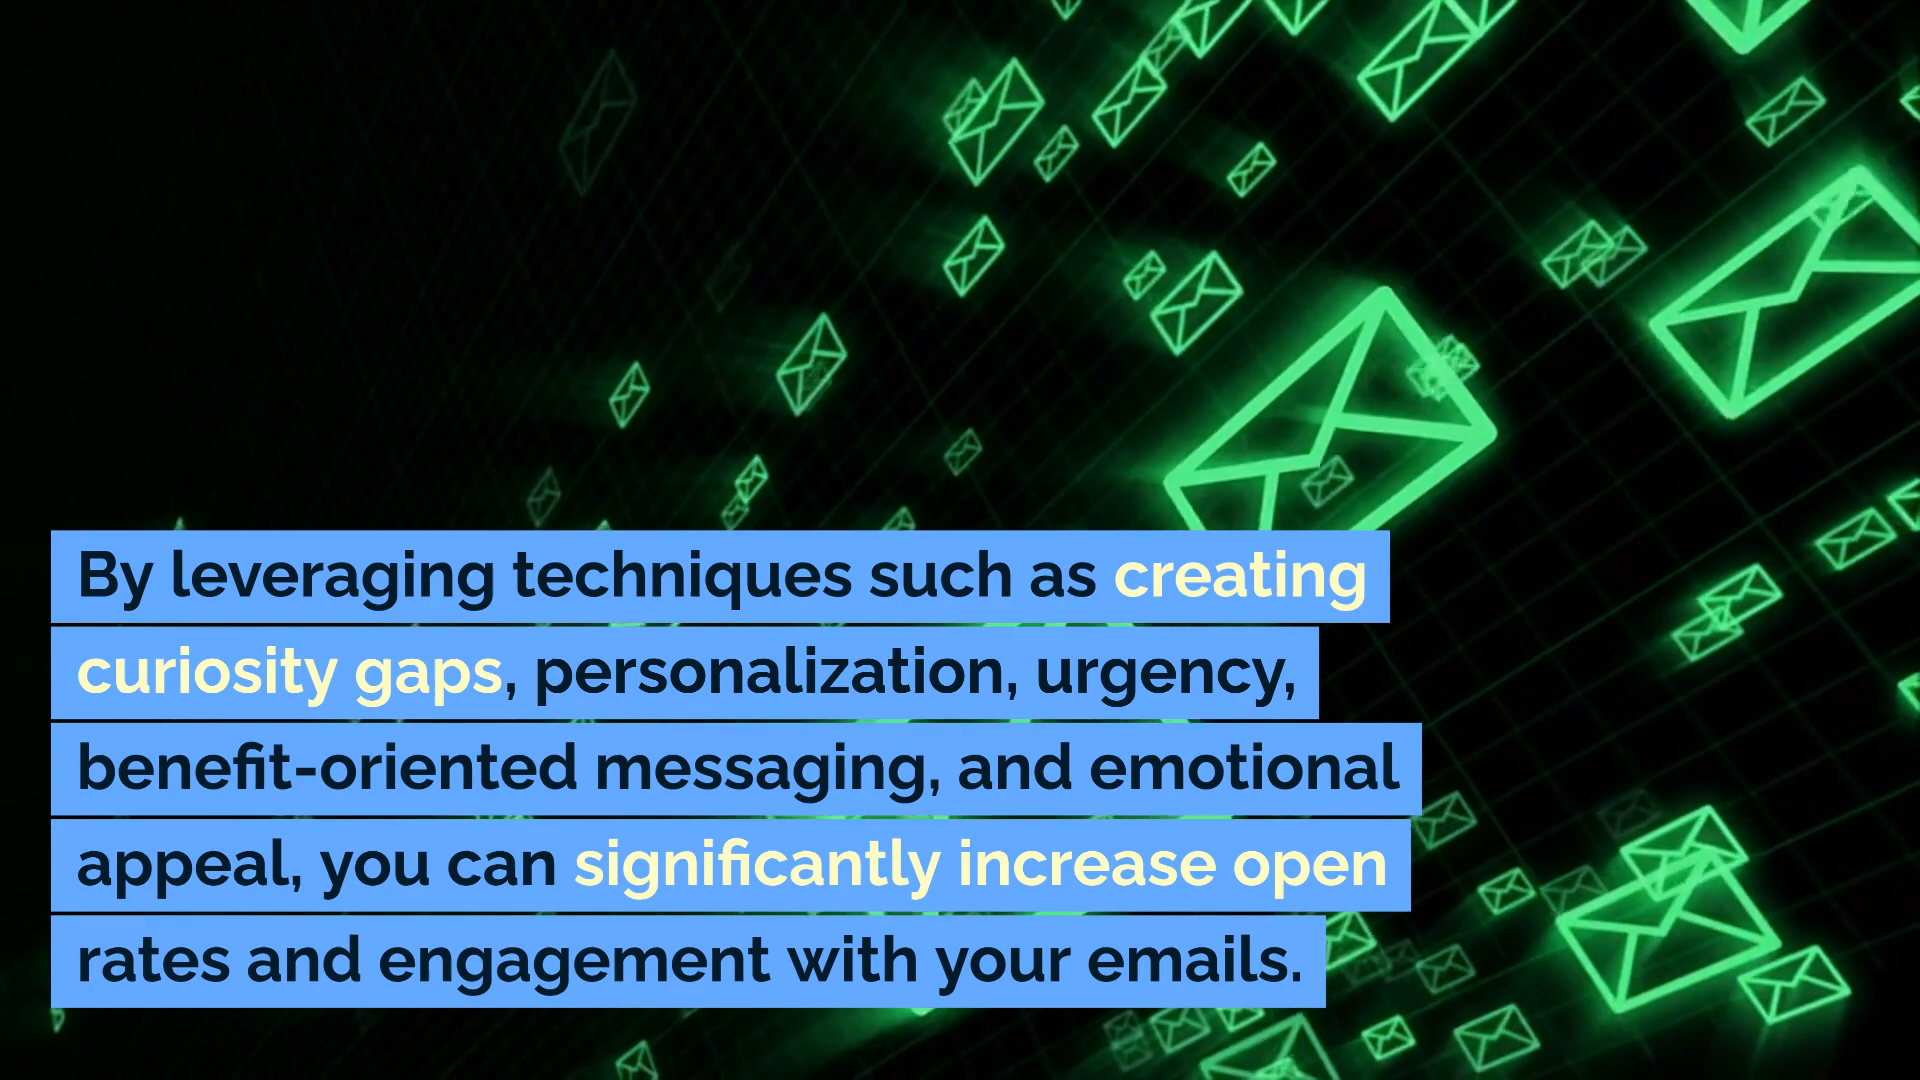 By leveraging techniques such as creating
curiosity gaps, personalization, urgency,
benefit-oriented messaging, and emotional
appeal, you can significantly increase open
rates and engagement with your emails.